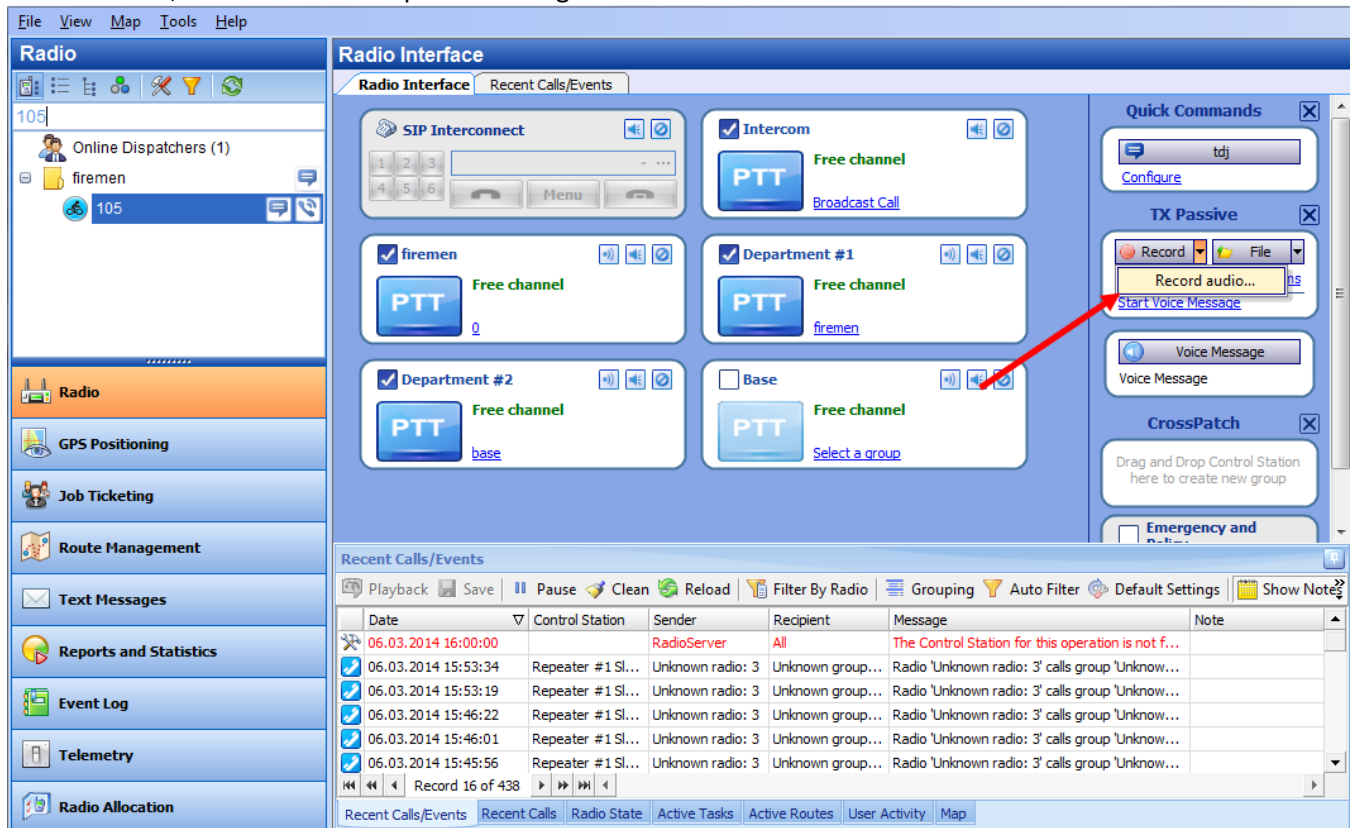 File View Map Tools Help
Radio
105
Online Dispatchers (1)
firemen
105
Radio
GPS Positioning
Job Ticketing
Route Management
Text Messages
Reports and Statistics
Event Log
Telemetry
Radio Allocation
Radio Interface
Radio Interface Recent Calls/Events
SIP Interconnect
1 2 3
4 5 6 Menu
Intercom
PTT
Free channel
Broadcast Call
firemen
PTT
Free channel
0
Department #1
PTT
Free channel
firemen
Department #2
PTT
Free channel
base
Base
PTT
Free channel
Select a group
Quick Commands
tdj
Configure
TX Passive
Record File
Record audio...
Start Voice Message
Voice Message
Voice Message
CrossPatch
Drag and Drop Control Station
here to create new group
Emergency and
Recent Calls/Events
Playback Save Pause Clean Reload Filter By Radio Grouping Auto Filter Default Settings Show Notes
Date Control Station Sender Recipient Message Note
06.03.2014 16:00:00 RadioServer All The Control Station for this operation is not f...
06.03.2014 15:53:34 Repeater #1 Sl... Unknown radio: 3 Unknown group... Radio 'Unknown radio: 3' calls group 'Unknow...
06.03.2014 15:53:19 Repeater #1 Sl... Unknown radio: 3 Unknown group... Radio 'Unknown radio: 3' calls group 'Unknow...
06.03.2014 15:46:22 Repeater #1 Sl... Unknown radio: 3 Unknown group... Radio 'Unknown radio: 3' calls group 'Unknow...
06.03.2014 15:46:01 Repeater #1 Sl... Unknown radio: 3 Unknown group... Radio 'Unknown radio: 3' calls group 'Unknow...
06.03.2014 15:45:56 Repeater #1 Sl... Unknown radio: 3 Unknown group... Radio 'Unknown radio: 3' calls group 'Unknow...
Record 16 of 438
Recent Calls/Events Recent Calls Radio State Active Tasks Active Routes User Activity Map